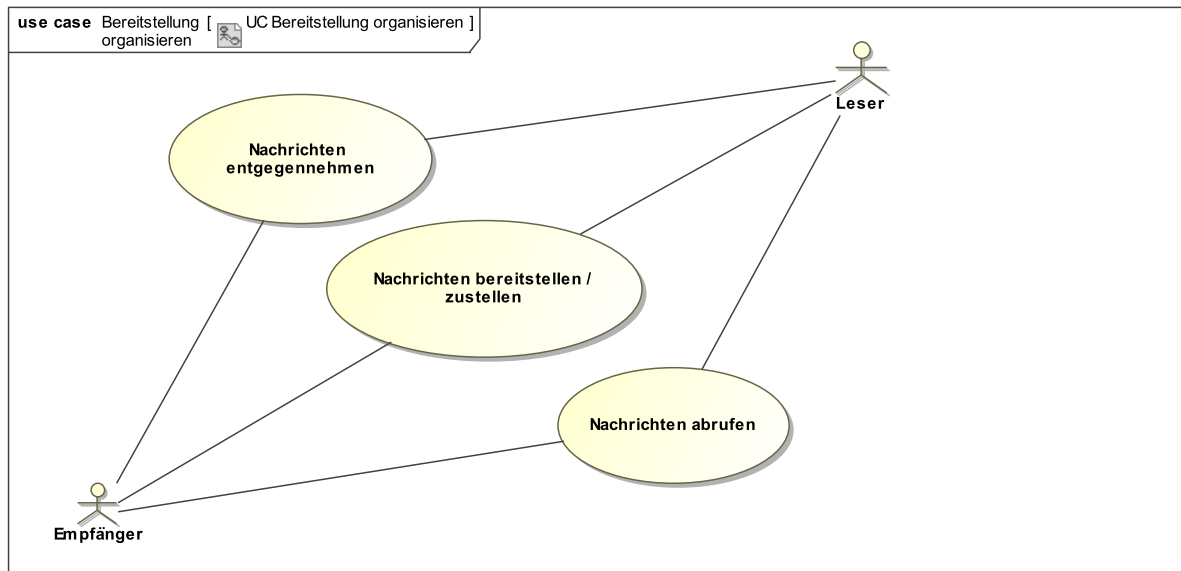 use case Bereitstellung [ UC Bereitstellung organisieren ]
organisieren
Leser
Nachrichten
entgegennehmen
Nachrichten bereitstellen /
zustellen
Nachrichten abrufen
Empfänger